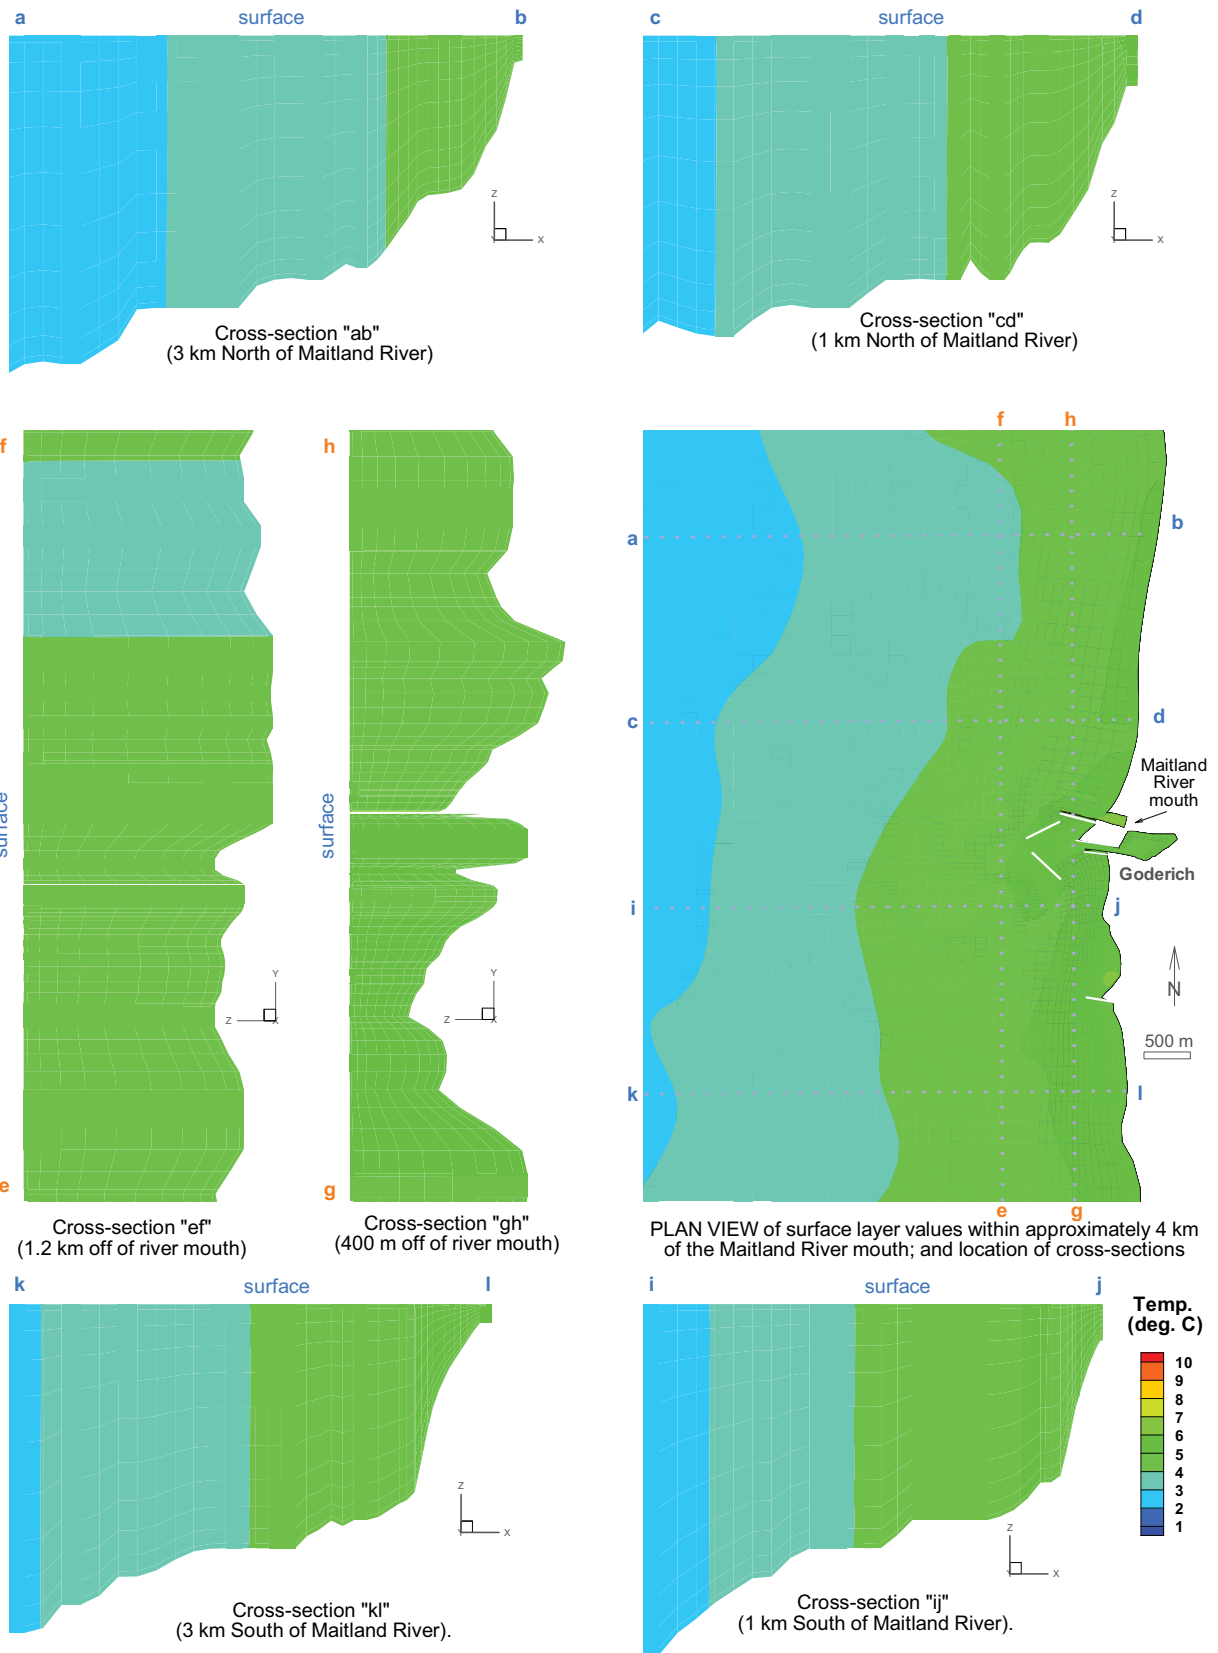 a surface b
c surface d
Z
X
Y
Z
X
Y
Cross-section "ab"
(3 km North of Maitland River)
Cross-section "cd"
(1 km North of Maitland River)
f
h
f h
a
b
c
d
Maitland
River
mouth
surface
surface
Goderich
i
j
N
500 m
k
l
Y
Z
X
Y
Z
X
e
g
e g
Cross-section "ef"
(1.2 km off of river mouth)
Cross-section "gh"
(400 m off of river mouth)
PLAN VIEW of surface layer values within approximately 4 km
of the Maitland River mouth; and location of cross-sections
k surface l
i surface j
Temp.
(deg. C)
10
9
8
7
6
5
4
3
2
1
Z
X
Y
Z
X
Y
Cross-section "kl"
(3 km South of Maitland River).
Cross-section "ij"
(1 km South of Maitland River).